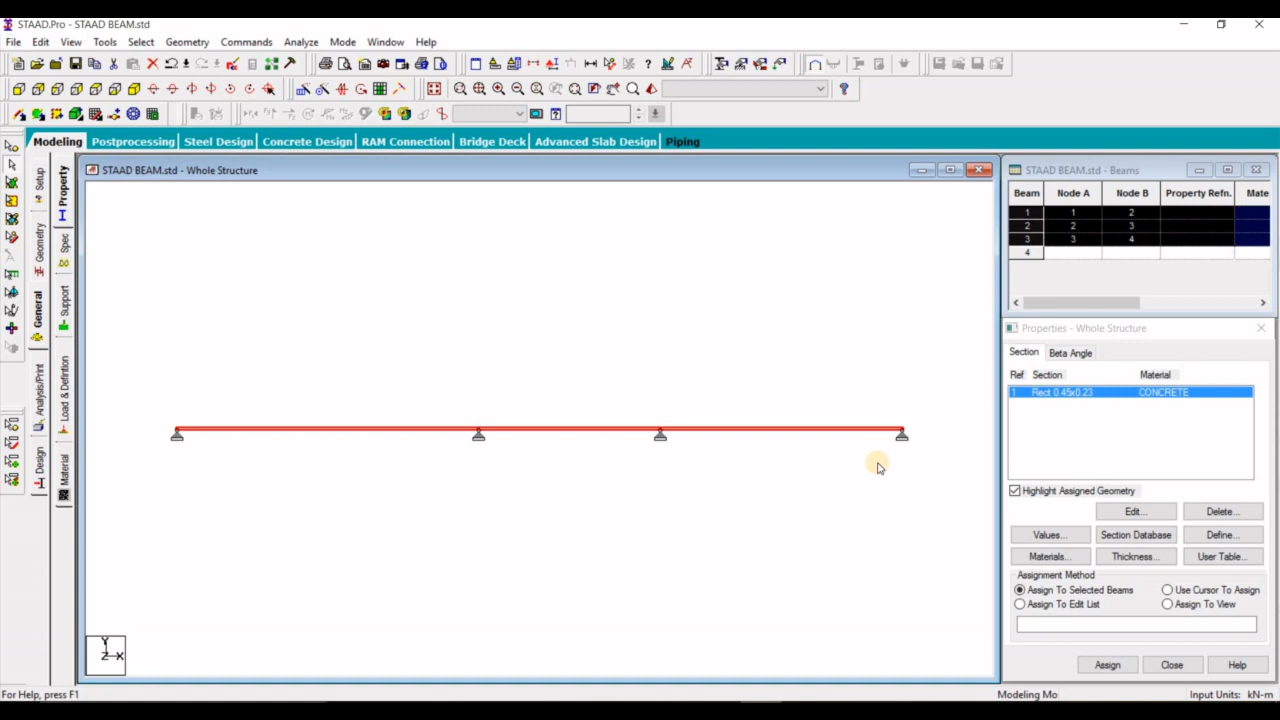 STAAD.Pro - STAAD BEAM.std
File Edit View Tools Select Geometry Commands Analyze Mode Window Help
Modeling Postprocessing Steel Design Concrete Design RAM Connection Bridge Deck Advanced Slab Design Piping
Setup
Geometry
General
Analysis/Print
Design
Property
Spec
Support
Load & Definition
Material
STAAD BEAM.std - Whole Structure
Y
Z X
STAAD BEAM.std - Beams
Beam Node A Node B Property Refn. Mate
1 1 2
2 2 3
3 3 4
4
Properties - Whole Structure
Section Beta Angle
Ref Section Material
1 Rect 0.45x0.23 CONCRETE
Highlight Assigned Geometry
Edit... Delete...
Values... Section Database Define...
Materials... Thickness... User Table...
Assignment Method
Assign To Selected Beams Use Cursor To Assign
Assign To Edit List Assign To View
Assign Close Help
For Help, press F1 Modeling Mo Input Units: kN-m